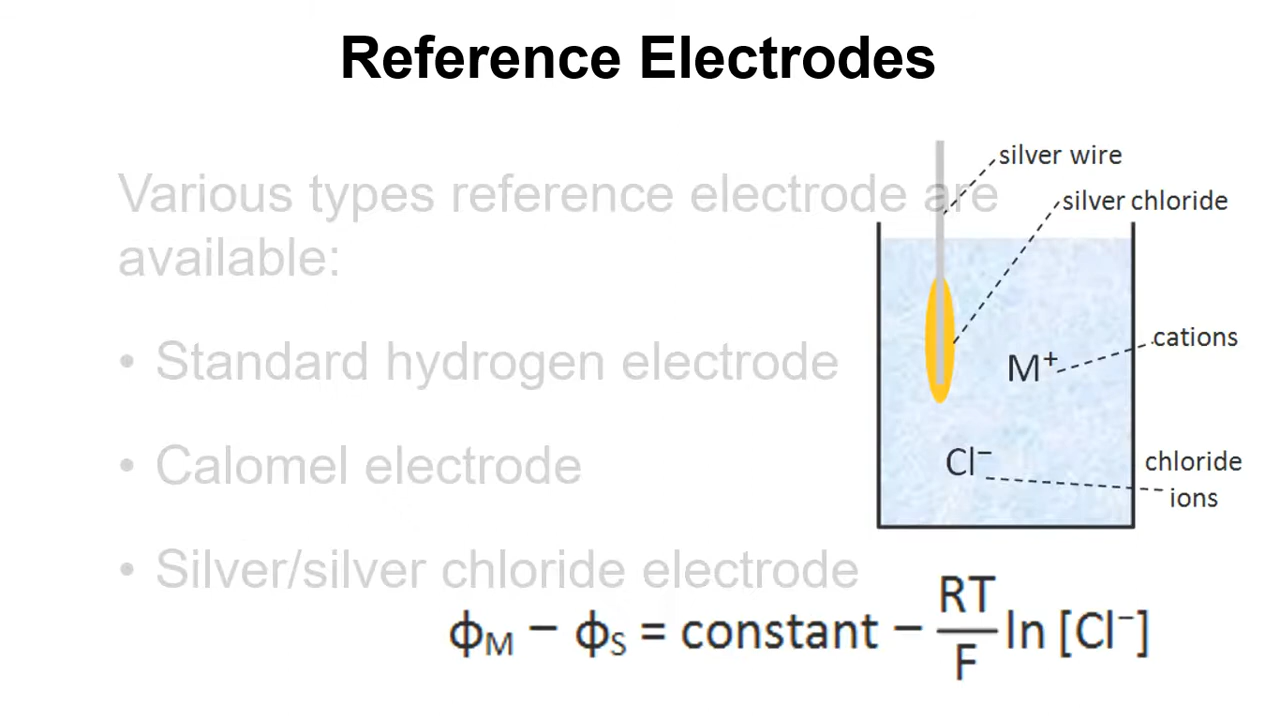 Reference Electrodes
Various types reference electrode are
available:
• Standard hydrogen electrode
• Calomel electrode
• Silver/silver chloride electrode
silver wire
silver chloride
cations
M⁺
Cl⁻
chloride
ions
ϕM − ϕS = constant − RT/F ln [Cl⁻]